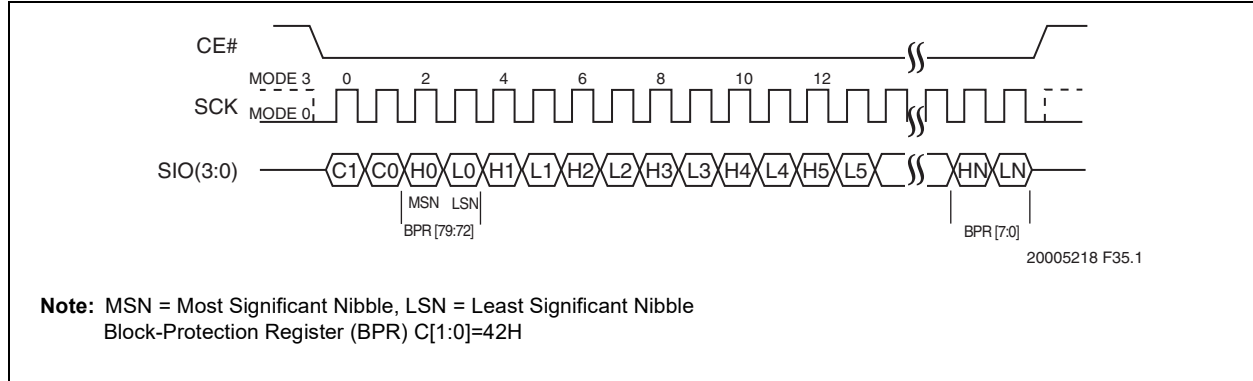 CE#
MODE 3 0 2 4 6 8 10 12
SCK MODE 0
SIO(3:0) C1 C0 H0 L0 H1 L1 H2 L2 H3 L3 H4 L4 H5 L5 HN LN
MSN LSN
BPR [79:72] BPR [7:0]
20005218 F35.1
Note: MSN = Most Significant Nibble, LSN = Least Significant Nibble
Block-Protection Register (BPR) C[1:0]=42H